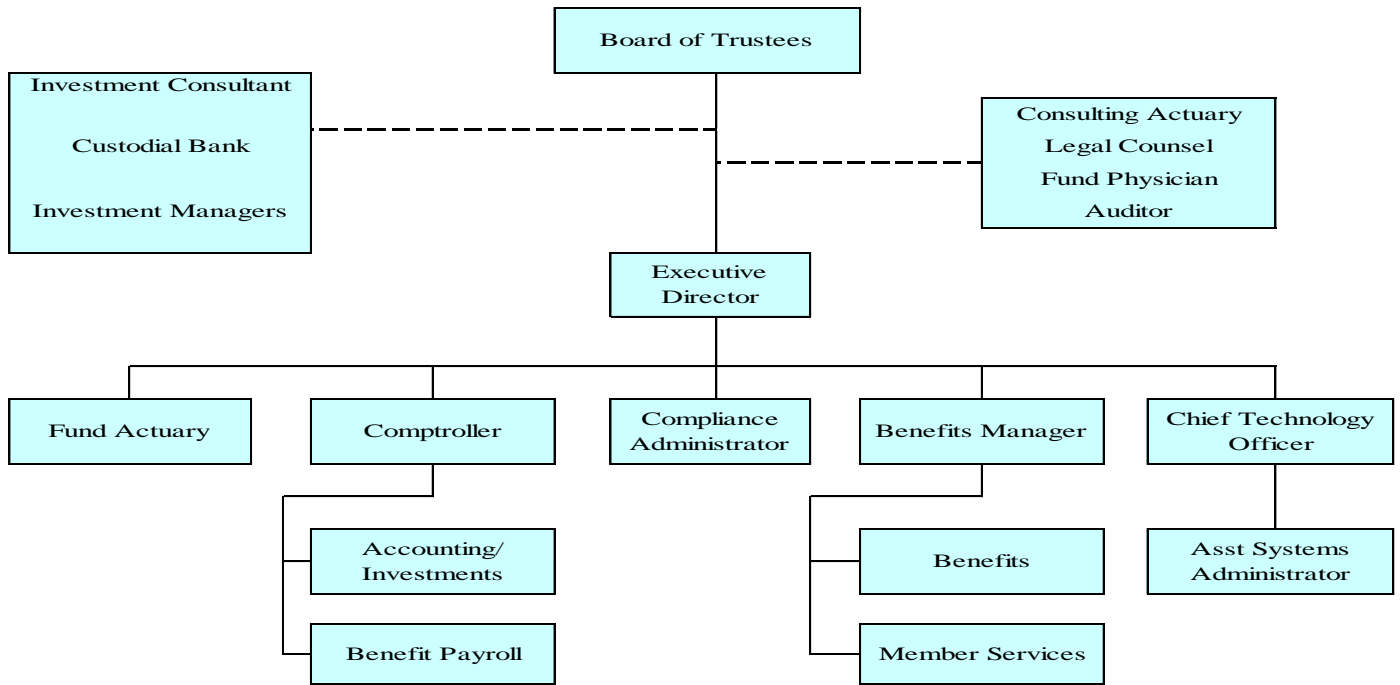 Board of Trustees
Investment Consultant
Custodial Bank
Investment Managers
Consulting Actuary
Legal Counsel
Fund Physician
Auditor
Executive
Director
Fund Actuary
Comptroller
Compliance
Administrator
Benefits Manager
Chief Technology
Officer
Accounting/
Investments
Benefits
Asst Systems
Administrator
Benefit Payroll
Member Services